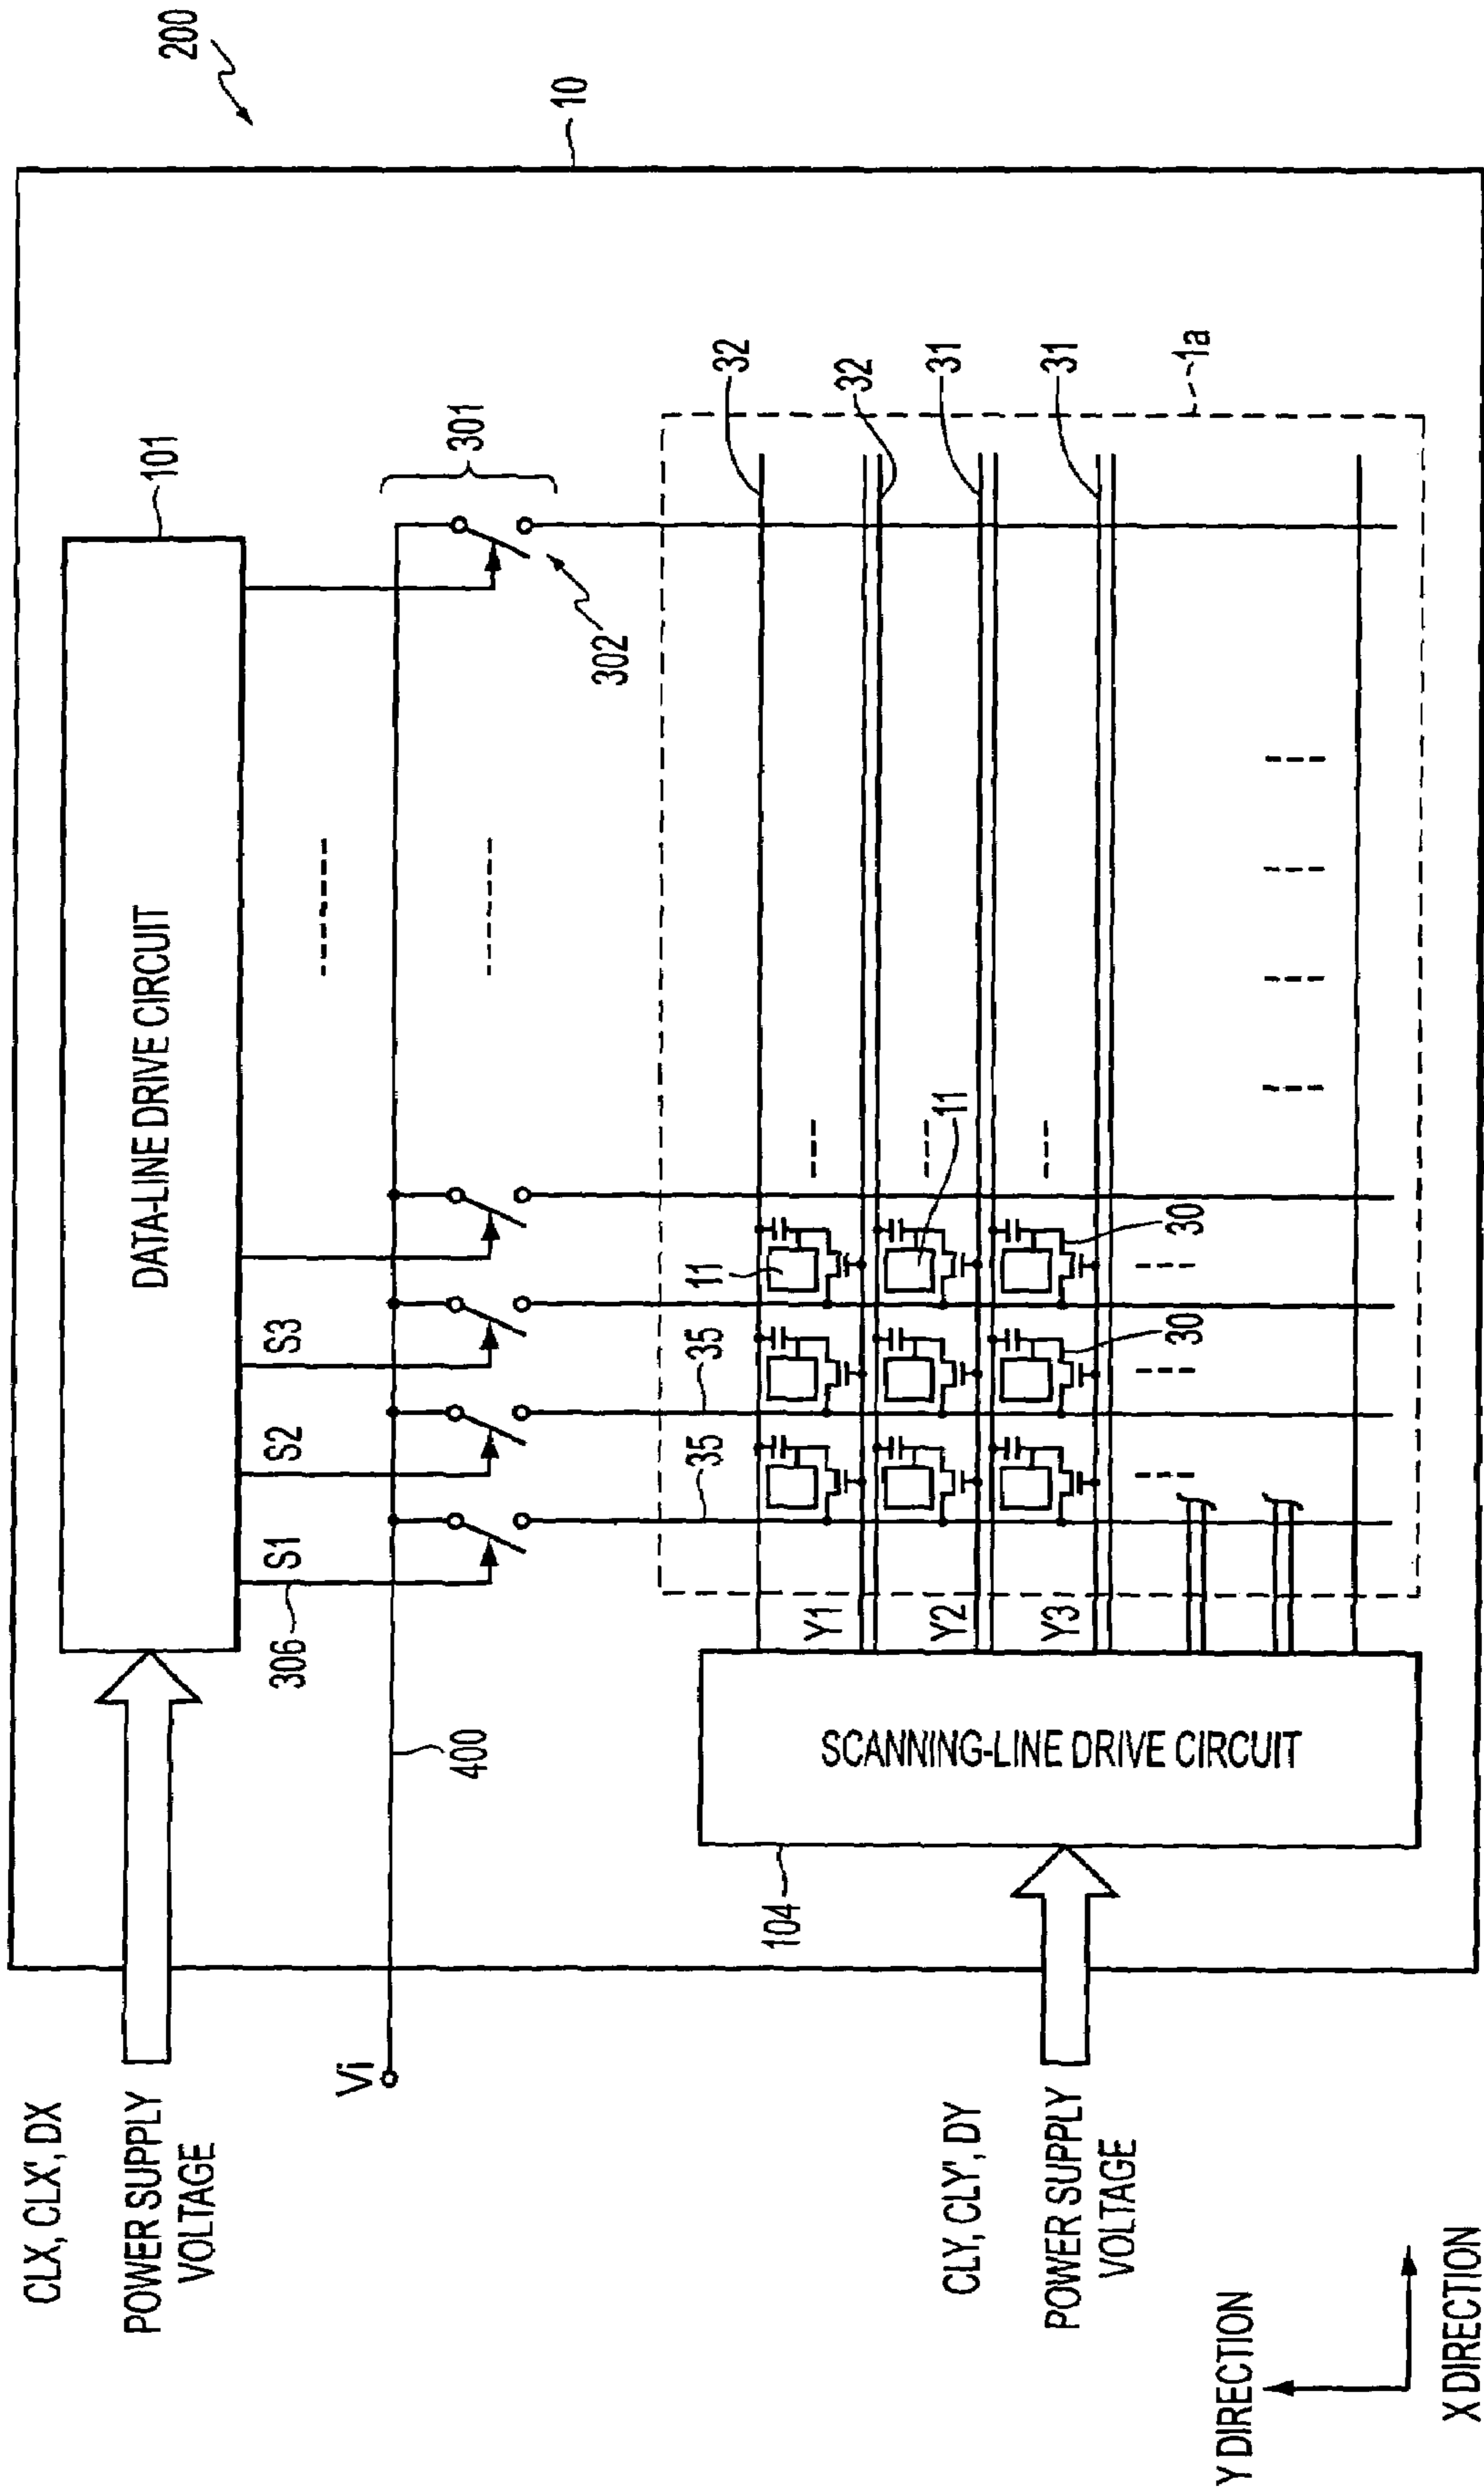 200
10
CLX, CLX', DX
POWER SUPPLY
VOLTAGE
DATA-LINE DRIVE CIRCUIT
101
306
S1
S2
S3
301
302
Vi
400
35
35
32
32
31
31
1a
11
11
30
30
Y1
Y2
Y3
CLY, CLY', DY
POWER SUPPLY
VOLTAGE
104
SCANNING-LINE DRIVE CIRCUIT
Y DIRECTION
X DIRECTION